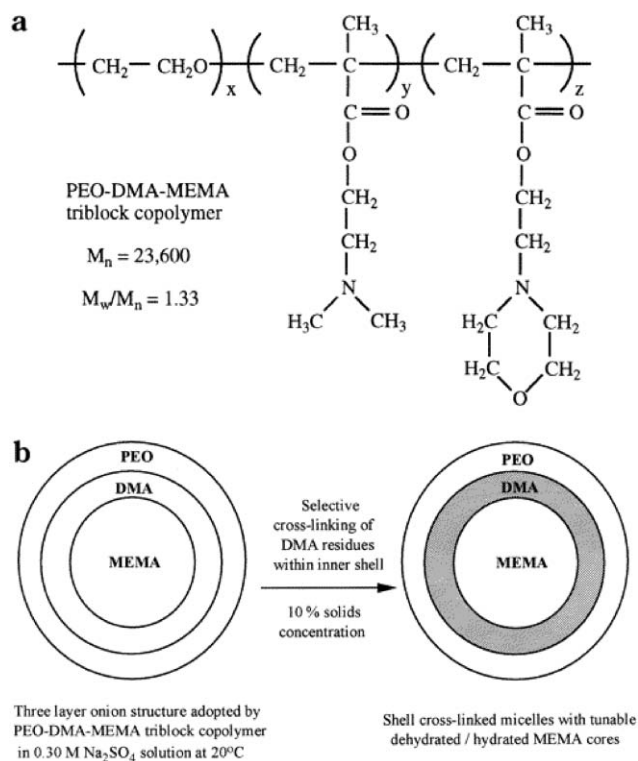 a
CH₃ CH₃
( CH₂ — CH₂O )x ( CH₂ — C )y ( CH₂ — C )z
C=O C=O
O O
CH₂ CH₂
PEO-DMA-MEMA
triblock copolymer
CH₂ CH₂
Mn = 23,600
N N
Mw/Mn = 1.33
H₃C CH₃ H₂C CH₂
H₂C CH₂
O
b
PEO
DMA
MEMA
Selective
cross-linking of
DMA residues
within inner shell
10 % solids
concentration
PEO
DMA
MEMA
Three layer onion structure adopted by
PEO-DMA-MEMA triblock copolymer
in 0.30 M Na₂SO₄ solution at 20°C
Shell cross-linked micelles with tunable
dehydrated / hydrated MEMA cores